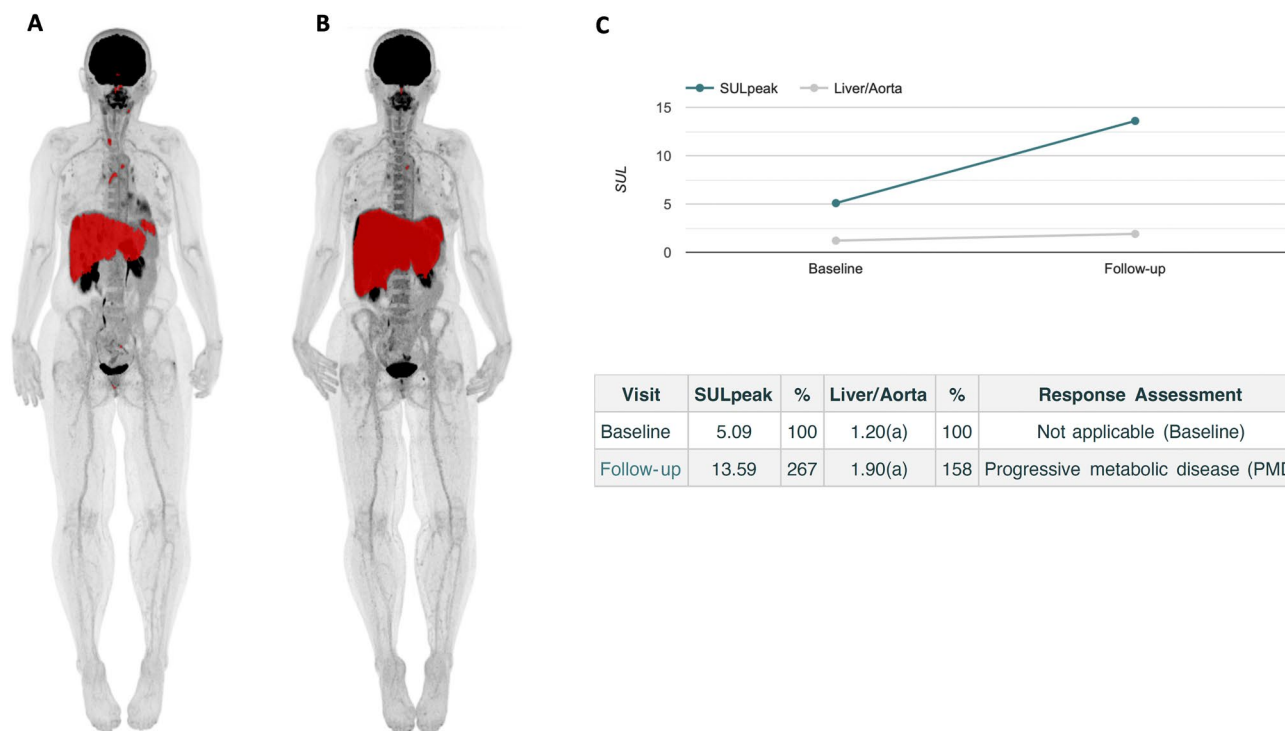 A
B
C
SULpeak Liver/Aorta
15
10
5
0
SUL
Baseline Follow-up
Visit SULpeak % Liver/Aorta % Response Assessment
Baseline 5.09 100 1.20(a) 100 Not applicable (Baseline)
Follow-up 13.59 267 1.90(a) 158 Progressive metabolic disease (PMD